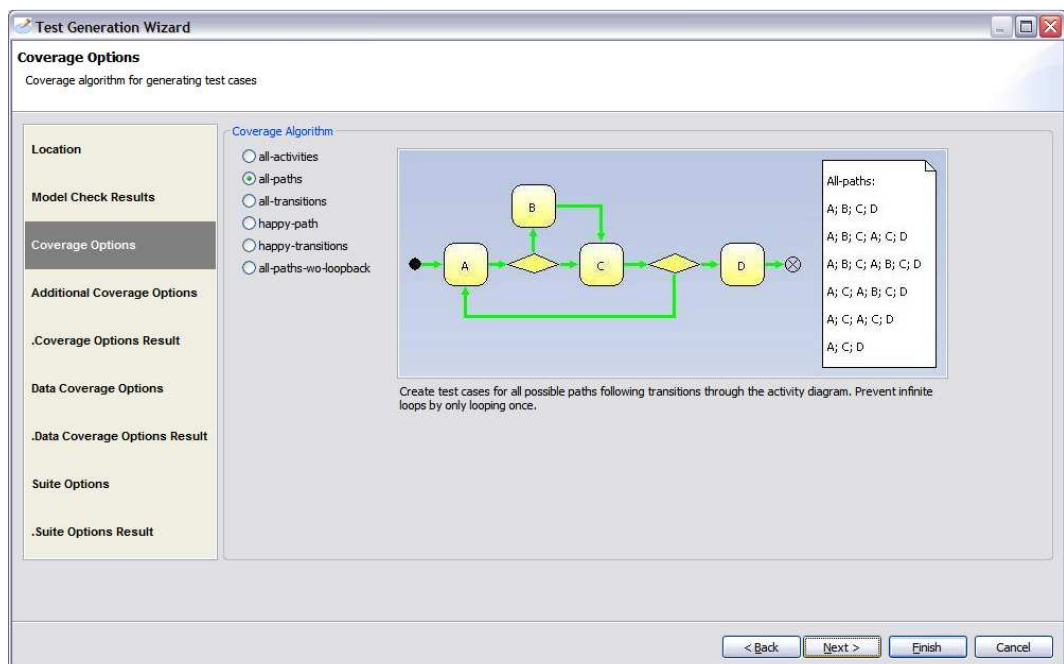 Test Generation Wizard
Coverage Options
Coverage algorithm for generating test cases
Location
Model Check Results
Coverage Options
Additional Coverage Options
.Coverage Options Result
Data Coverage Options
.Data Coverage Options Result
Suite Options
.Suite Options Result
Coverage Algorithm
all-activities
all-paths
all-transitions
happy-path
happy-transitions
all-paths-wo-loopback
B
A
C
D
All-paths:
A; B; C; D
A; B; C; A; C; D
A; B; C; A; B; C; D
A; C; A; B; C; D
A; C; A; C; D
A; C; D
Create test cases for all possible paths following transitions through the activity diagram. Prevent infinite
loops by only looping once.
< Back
Next >
Finish
Cancel